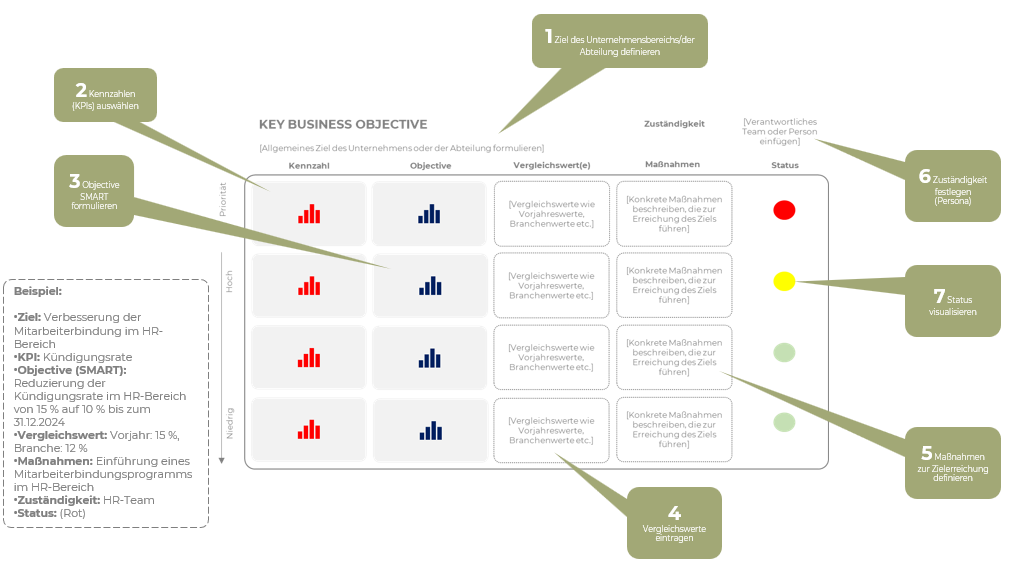 1 Ziel des Unternehmensbereichs/der
Abteilung definieren
2 Kennzahlen
(KPIs) auswählen
KEY BUSINESS OBJECTIVE
Zuständigkeit
[Verantwortliches
Team oder Person
einfügen]
[Allgemeines Ziel des Unternehmens oder der Abteilung formulieren]
Kennzahl
Objective
Vergleichswert(e)
Maßnahmen
Status
3 Objective
SMART
formulieren
6 Zuständigkeit
festlegen
(Persona)
Priorität
[Vergleichswerte wie
Vorjahreswerte,
Branchenwerte etc.]
[Konkrete Maßnahmen
beschreiben, die zur
Erreichung des Ziels
führen]
Hoch
[Vergleichswerte wie
Vorjahreswerte,
Branchenwerte etc.]
[Konkrete Maßnahmen
beschreiben, die zur
Erreichung des Ziels
führen]
7 Status
visualisieren
[Vergleichswerte wie
Vorjahreswerte,
Branchenwerte etc.]
[Konkrete Maßnahmen
beschreiben, die zur
Erreichung des Ziels
führen]
Niedrig
[Vergleichswerte wie
Vorjahreswerte,
Branchenwerte etc.]
[Konkrete Maßnahmen
beschreiben, die zur
Erreichung des Ziels
führen]
5 Maßnahmen
zur Zielerreichung
definieren
4
Vergleichswerte
eintragen
Beispiel:
•Ziel: Verbesserung der
Mitarbeiterbindung im HR-
Bereich
•KPI: Kündigungsrate
•Objective (SMART):
Reduzierung der
Kündigungsrate im HR-Bereich
von 15 % auf 10 % bis zum
31.12.2024
•Vergleichswert: Vorjahr: 15 %,
Branche: 12 %
•Maßnahmen: Einführung eines
Mitarbeiterbindungsprogramms
im HR-Bereich
•Zuständigkeit: HR-Team
•Status: (Rot)